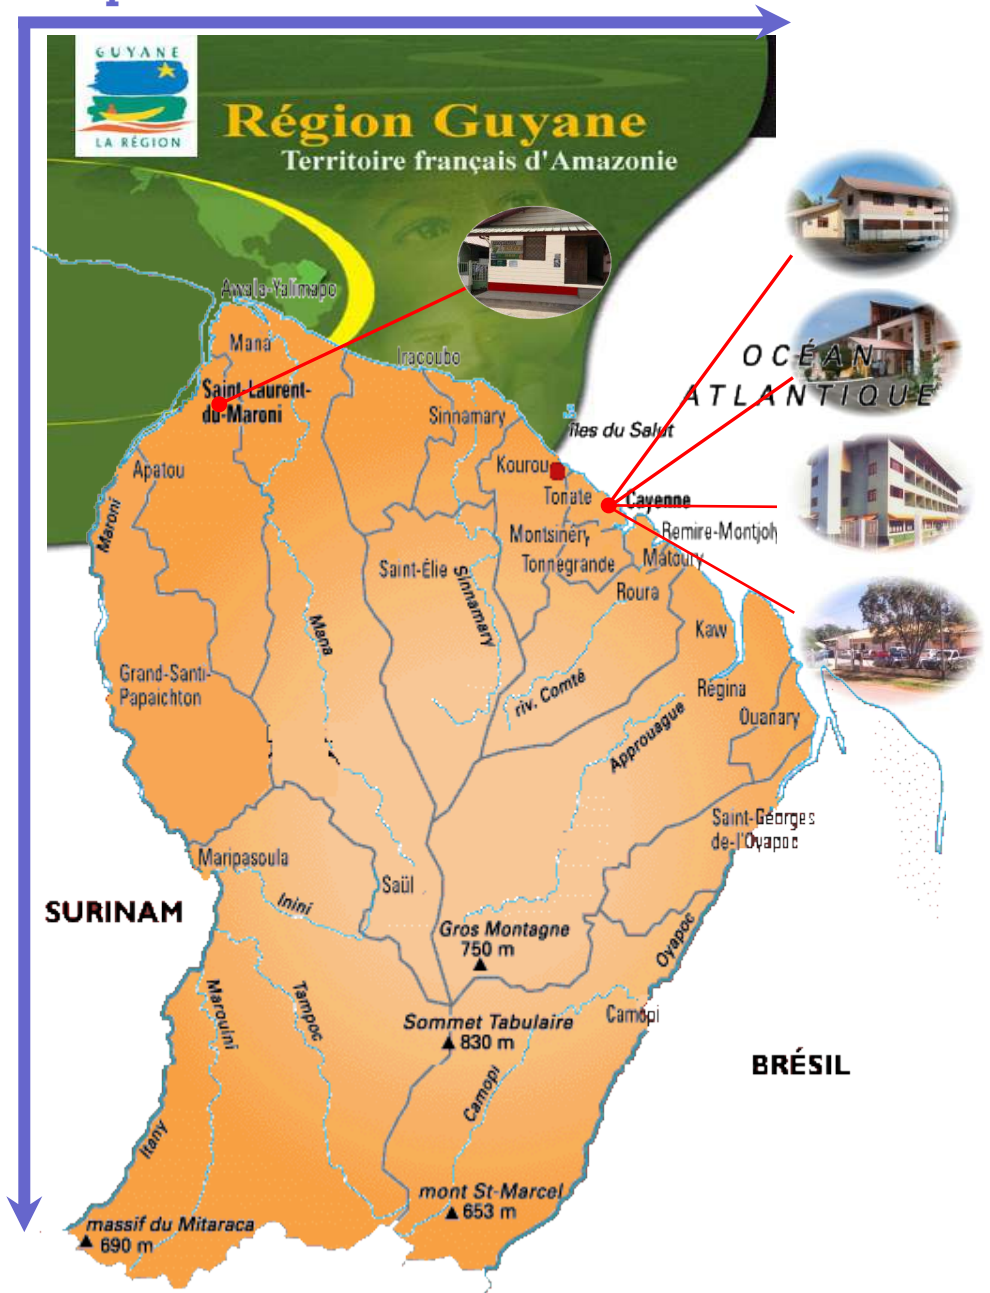 GUYANE
LA RÉGION
Région Guyane
Territoire français d'Amazonie
Awala-Yalimapo
Mana
Iracoubo
Saint-Laurent-
du-Maroni
Sinnamary
OCÉAN
ATLANTIQUE
Îles du Salut
Apatou
Kourou
Tonate
Cayenne
Maroni
Montsinéry
Tonnegrande
Remire-Montjoly
Matoury
Saint-Élie
Sinnamary
Roura
Mana
Kaw
Grand-Santi-
Papaichton
riv. Comté
Régina
Approuague
Ouanary
Saint-Georges
de-l'Oyapoc
Maripasoula
Saül
Inini
SURINAM
Gros Montagne
750 m
Oyapoc
Marouini
Tampoc
Camopi
Sommet Tabulaire
830 m
BRÉSIL
Camopi
Itany
mont St-Marcel
653 m
massif du Mitaraca
690 m